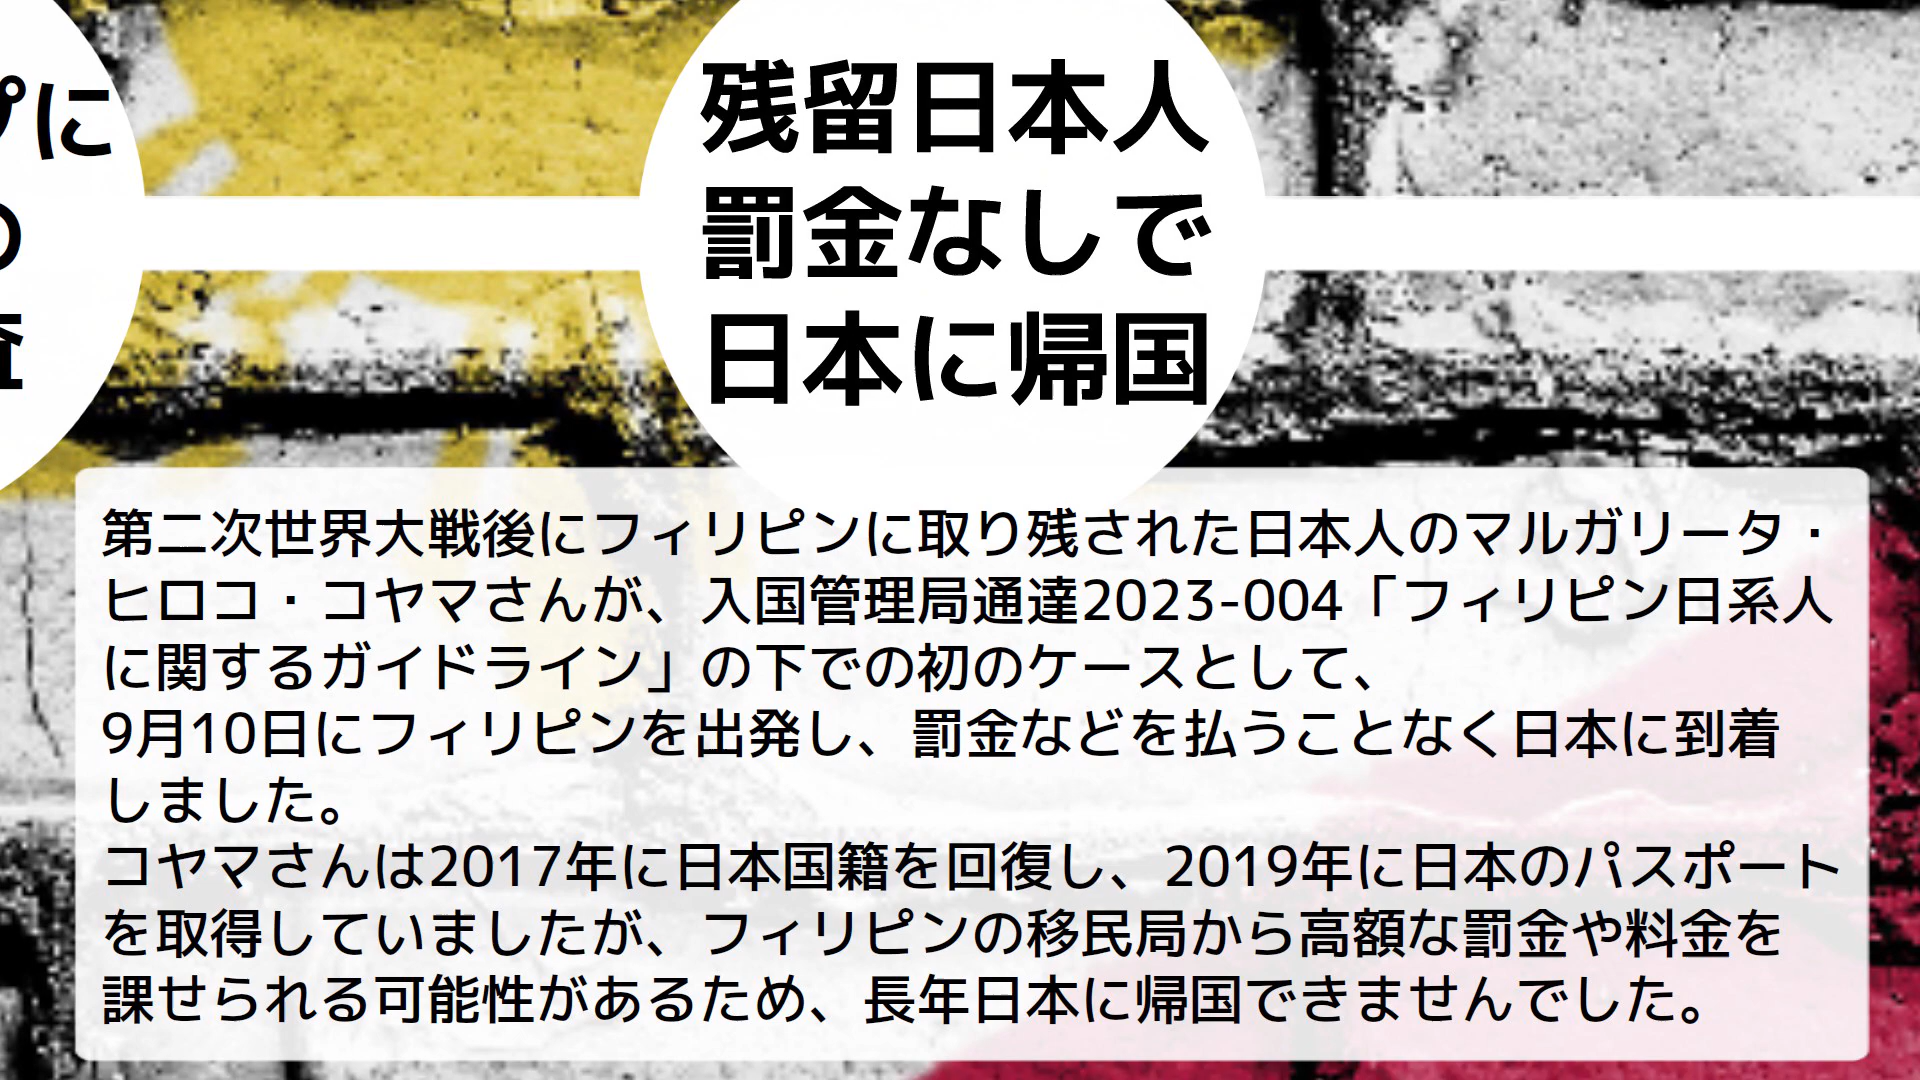 プに
の
査
残留日本人
罰金なしで
日本に帰国
第二次世界大戦後にフィリピンに取り残された日本人のマルガリータ・
ヒロコ・コヤマさんが、入国管理局通達2023-004「フィリピン日系人
に関するガイドライン」の下での初のケースとして、
9月10日にフィリピンを出発し、罰金などを払うことなく日本に到着
しました。
コヤマさんは2017年に日本国籍を回復し、2019年に日本のパスポート
を取得していましたが、フィリピンの移民局から高額な罰金や料金を
課せられる可能性があるため、長年日本に帰国できませんでした。